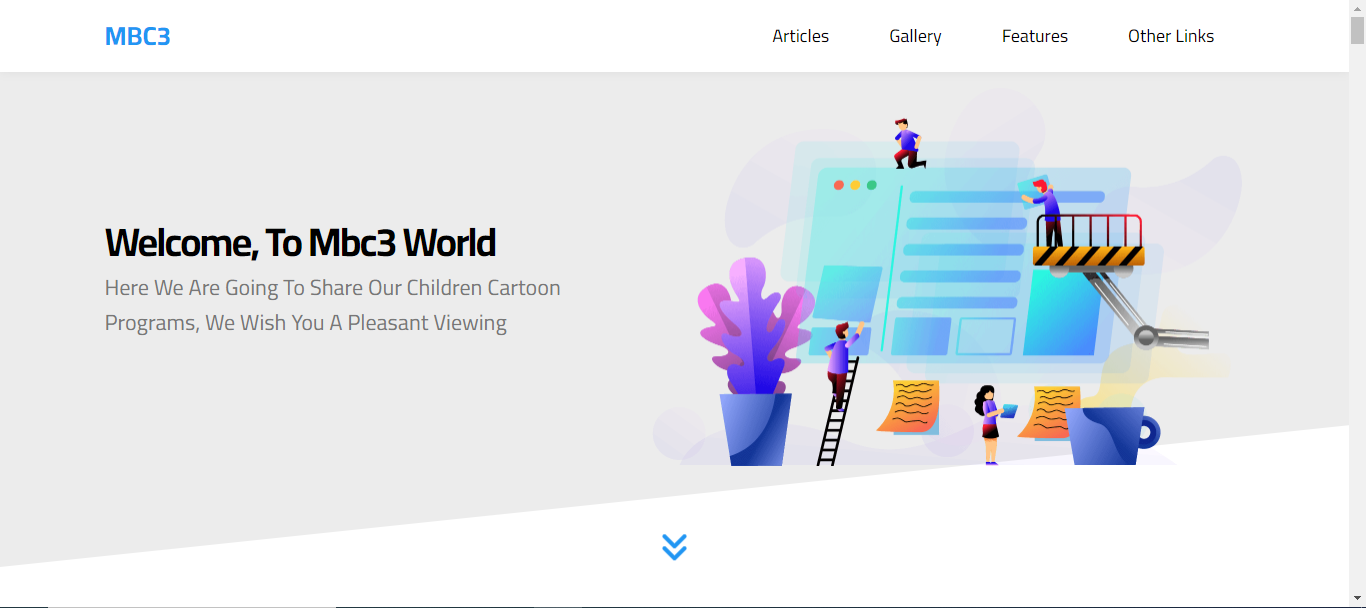 MBC3
Articles
Gallery
Features
Other Links
Welcome, To Mbc3 World
Here We Are Going To Share Our Children Cartoon
Programs, We Wish You A Pleasant Viewing